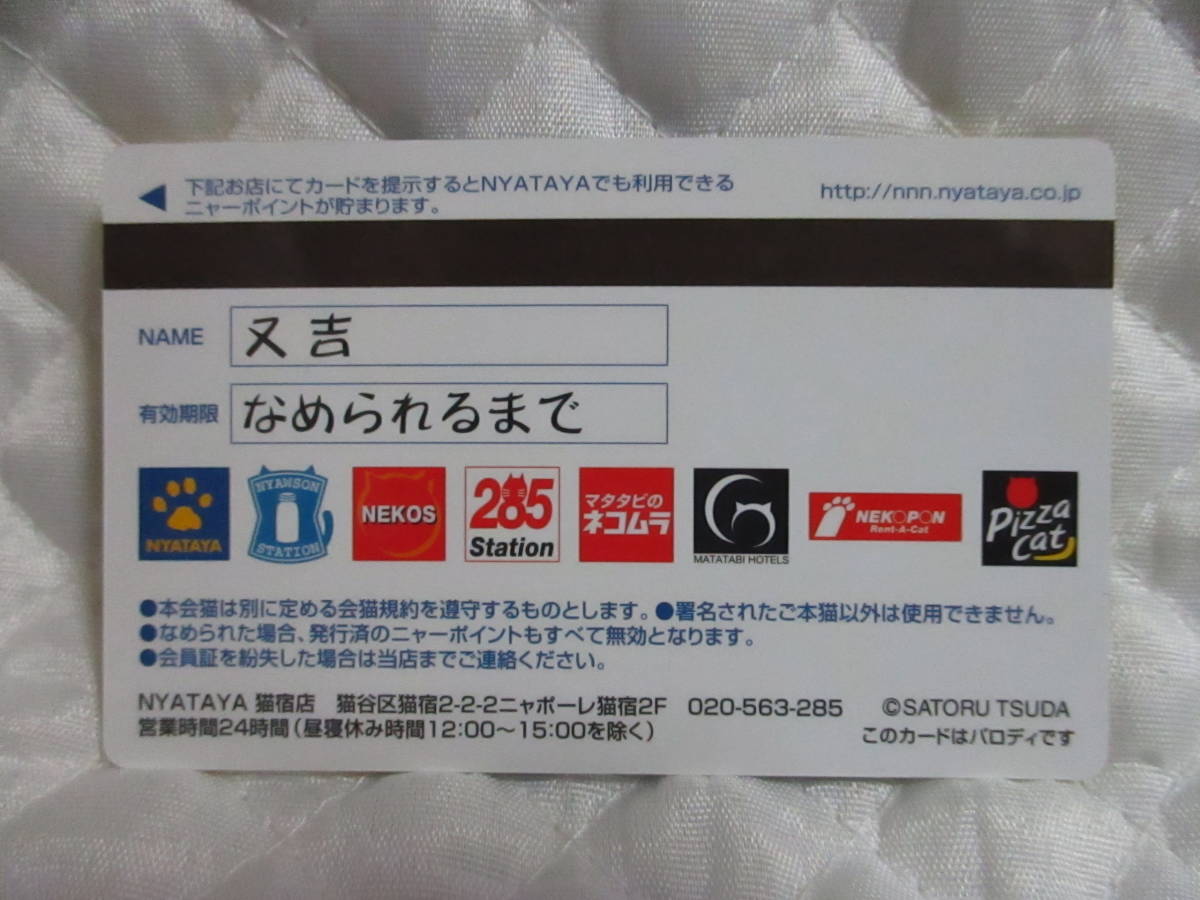 下記お店にてカードを提示するとNYATAYAでも利用できる
ニャーポイントが貯まります。
http://nnn.nyataya.co.jp
NAME 又吉
有効期限 なめられるまで
NYATAYA
NYAWSON
STATION
NEKOS
285
Station
マタタビの
ネコムラ
MATATABI HOTELS
NEKOPON
Rent-A-Cat
Pizza
Cat
●本会猫は別に定める会猫規約を遵守するものとします。●署名されたご本猫以外は使用できません。
●なめられた場合、発行済のニャーポイントもすべて無効となります。
●会員証を紛失した場合は当店までご連絡ください。
NYATAYA 猫宿店 猫谷区猫宿2-2-2ニャポーレ猫宿2F 020-563-285 ©SATORU TSUDA
営業時間24時間(昼寝休み時間12:00~15:00を除く)
このカードはパロディです